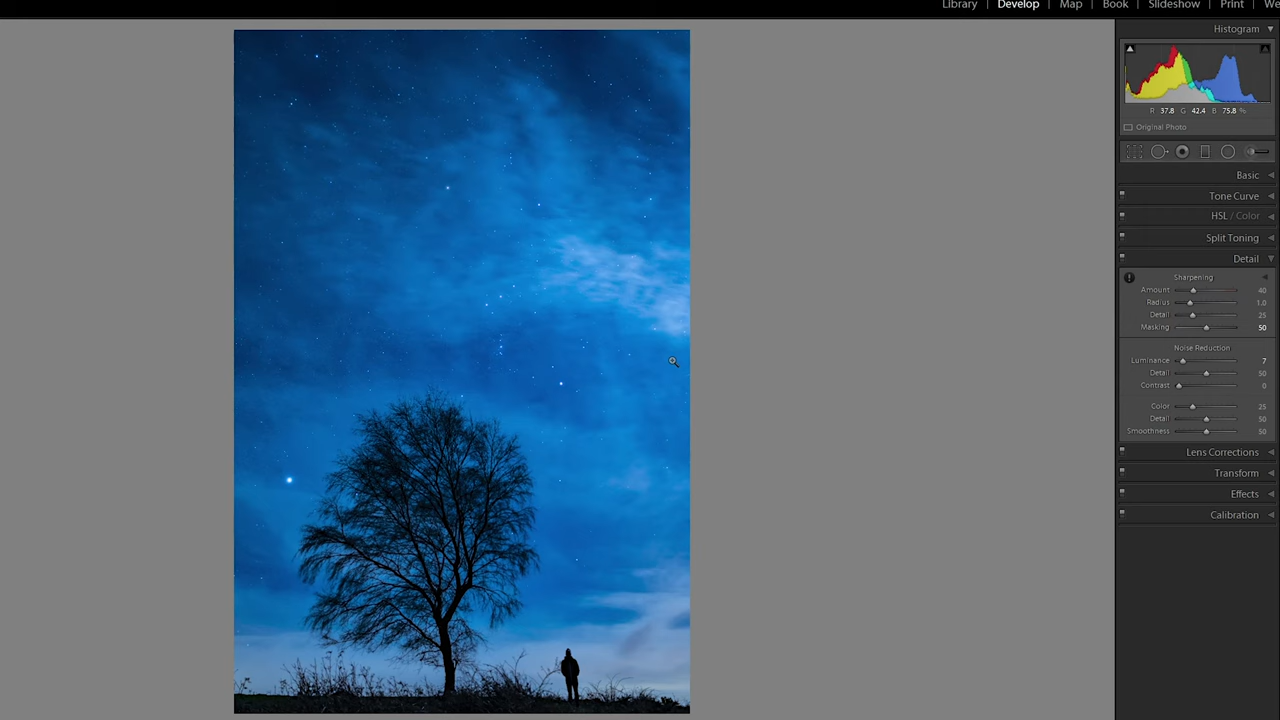 Library | Develop | Map | Book | Slideshow | Print | We
Histogram
R 37.8 G 42.4 B 75.8 %
Original Photo
Basic
Tone Curve
HSL / Color
Split Toning
Detail
Sharpening
Amount 40
Radius 1.0
Detail 25
Masking 50
Noise Reduction
Luminance 7
Detail 50
Contrast 0
Color 25
Detail 50
Smoothness 50
Lens Corrections
Transform
Effects
Calibration